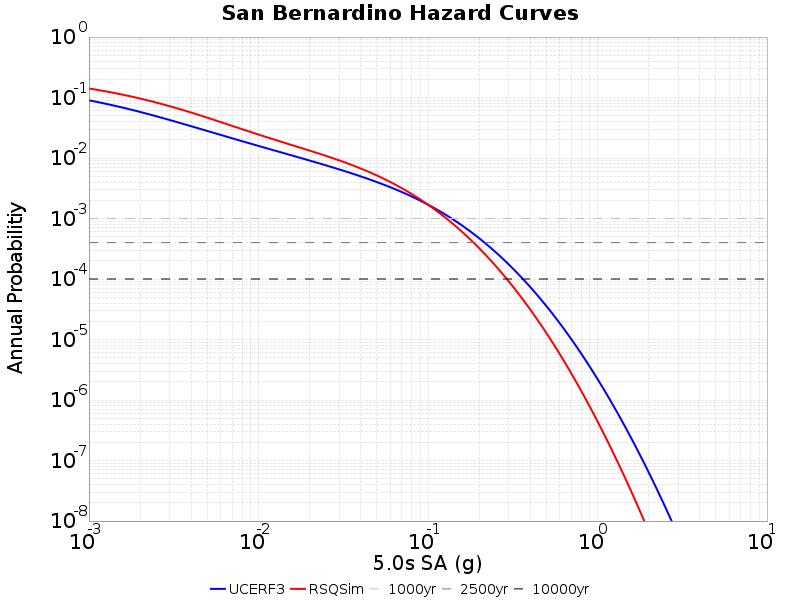 San Bernardino Hazard Curves
Annual Probabilitiy
10^0
10^-1
10^-2
10^-3
10^-4
10^-5
10^-6
10^-7
10^-8
10^-3 10^-2 10^-1 10^0 10^1
5.0s SA (g)
UCERF3 RSQSim 1000yr 2500yr 10000yr